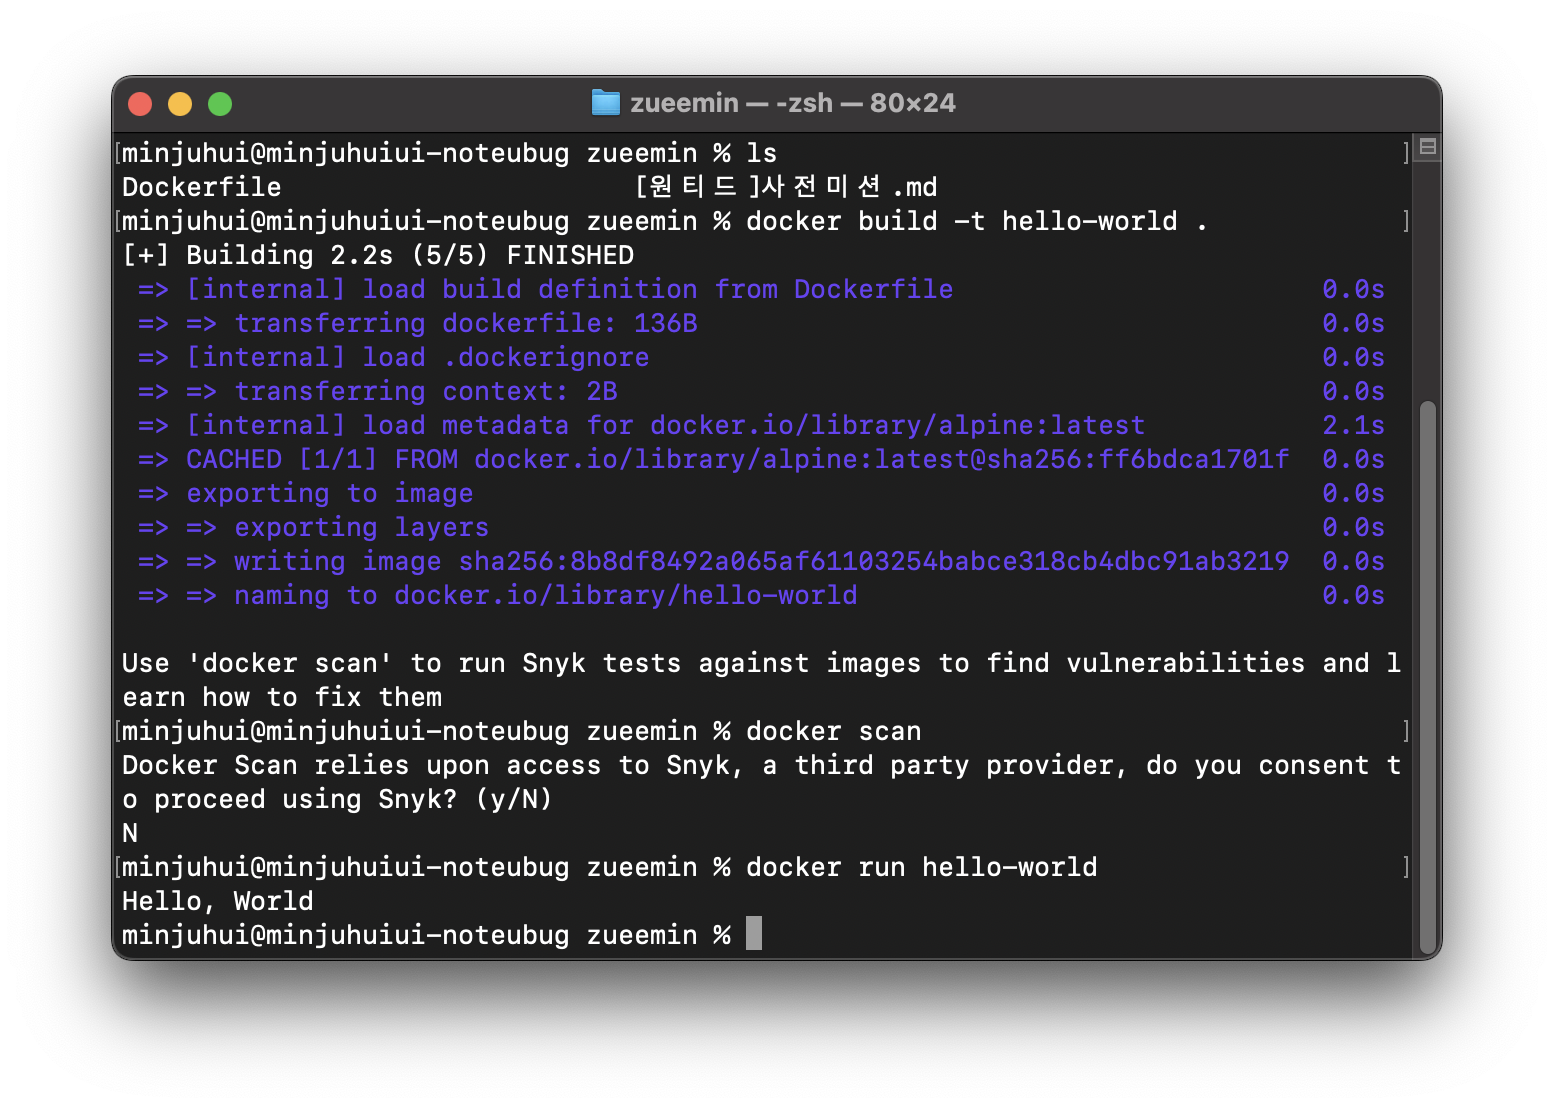 zueemin — -zsh — 80×24
[minjuhui@minjuhuiui-noteubug zueemin % ls ]
Dockerfile [원티드]사전미션.md
[minjuhui@minjuhuiui-noteubug zueemin % docker build -t hello-world . ]
[+] Building 2.2s (5/5) FINISHED
=> [internal] load build definition from Dockerfile 0.0s
=> => transferring dockerfile: 136B 0.0s
=> [internal] load .dockerignore 0.0s
=> => transferring context: 2B 0.0s
=> [internal] load metadata for docker.io/library/alpine:latest 2.1s
=> CACHED [1/1] FROM docker.io/library/alpine:latest@sha256:ff6bdca1701f 0.0s
=> exporting to image 0.0s
=> => exporting layers 0.0s
=> => writing image sha256:8b8df8492a065af61103254babce318cb4dbc91ab3219 0.0s
=> => naming to docker.io/library/hello-world 0.0s
Use 'docker scan' to run Snyk tests against images to find vulnerabilities and l
earn how to fix them
[minjuhui@minjuhuiui-noteubug zueemin % docker scan ]
Docker Scan relies upon access to Snyk, a third party provider, do you consent t
o proceed using Snyk? (y/N)
N
[minjuhui@minjuhuiui-noteubug zueemin % docker run hello-world ]
Hello, World
minjuhui@minjuhuiui-noteubug zueemin %